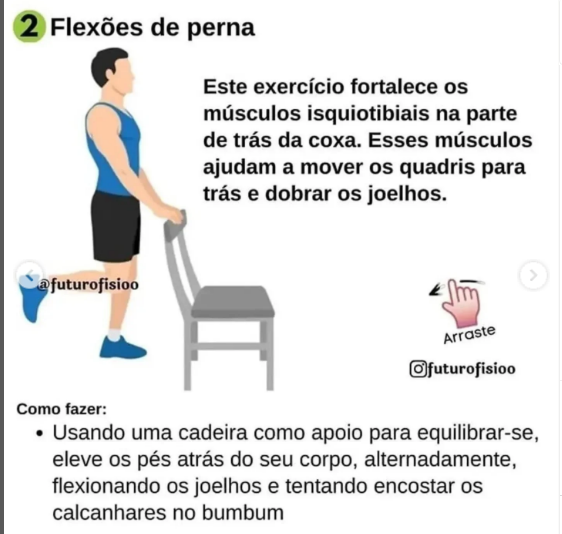 2 Flexões de perna
Este exercício fortalece os
músculos isquiotibiais na parte
de trás da coxa. Esses músculos
ajudam a mover os quadris para
trás e dobrar os joelhos.
@futurofisioo
Arraste
futurofisioo
Como fazer:
• Usando uma cadeira como apoio para equilibrar-se,
eleve os pés atrás do seu corpo, alternadamente,
flexionando os joelhos e tentando encostar os
calcanhares no bumbum